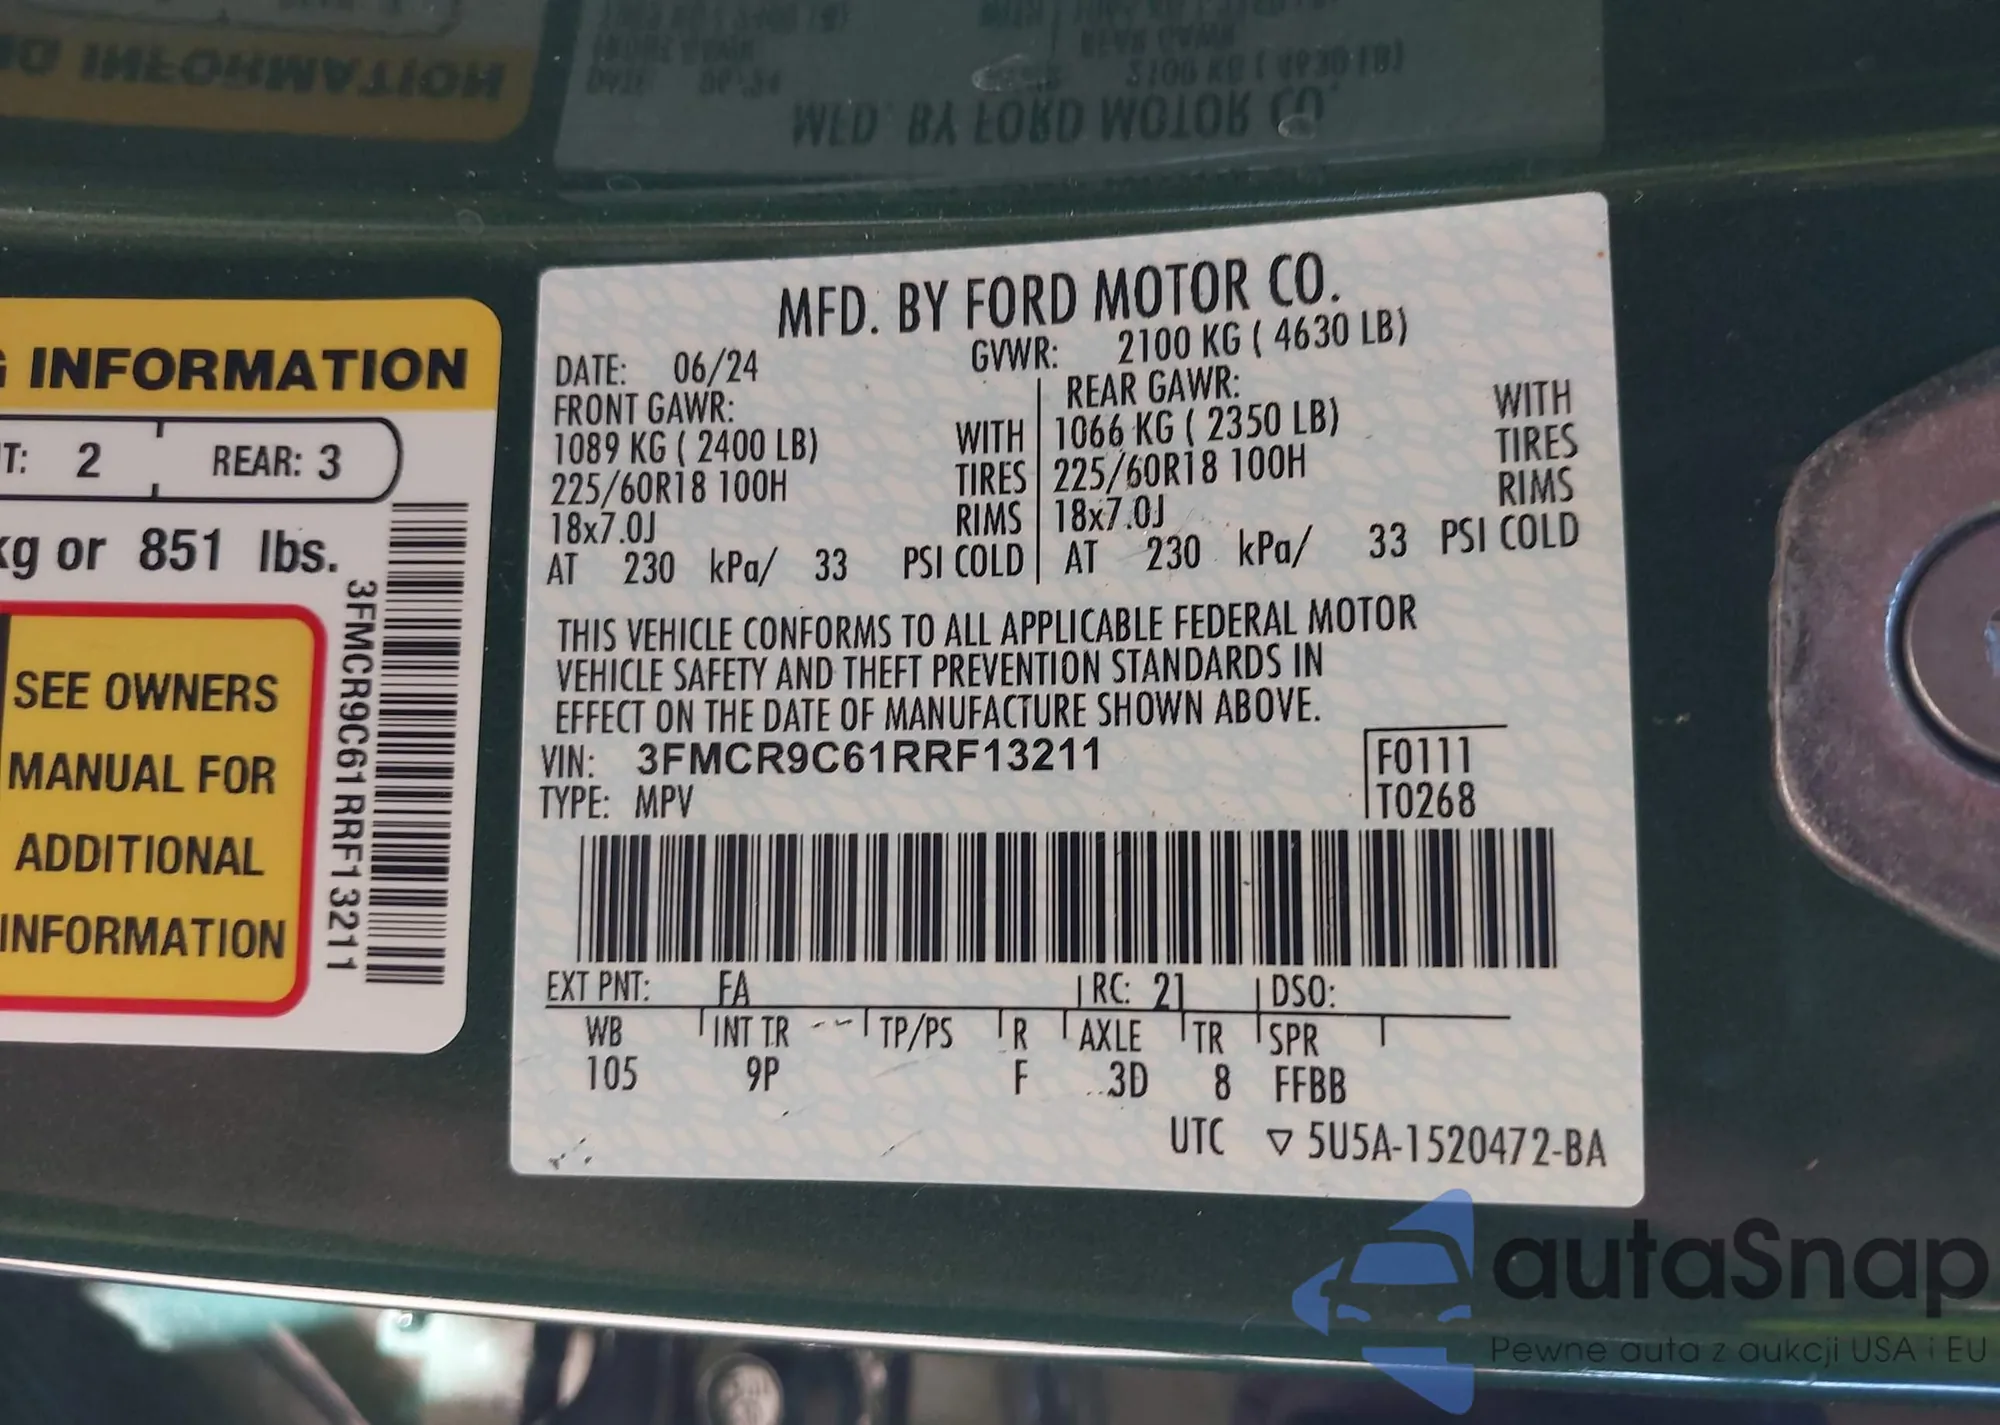 G INFORMATION
T: 2 REAR: 3
kg or 851 lbs.
SEE OWNERS
MANUAL FOR
ADDITIONAL
INFORMATION
3FMCR9C61RRF13211
MFD. BY FORD MOTOR CO.
DATE: 06/24 GVWR: 2100 KG ( 4630 LB)
FRONT GAWR: REAR GAWR:
1089 KG ( 2400 LB) WITH 1066 KG ( 2350 LB) WITH
225/60R18 100H TIRES 225/60R18 100H TIRES
18x7.0J RIMS 18x7.0J RIMS
AT 230 kPa/ 33 PSI COLD AT 230 kPa/ 33 PSI COLD
THIS VEHICLE CONFORMS TO ALL APPLICABLE FEDERAL MOTOR
VEHICLE SAFETY AND THEFT PREVENTION STANDARDS IN
EFFECT ON THE DATE OF MANUFACTURE SHOWN ABOVE.
VIN: 3FMCR9C61RRF13211 F0111
TYPE: MPV T0268
EXT PNT: FA RC: 21 DSO:
WB INT TR TP/PS R AXLE TR SPR
105 9P F 3D 8 FFBB
UTC ▽ 5U5A-1520472-BA
autaSnap
Pewne auta z aukcji USA i EU